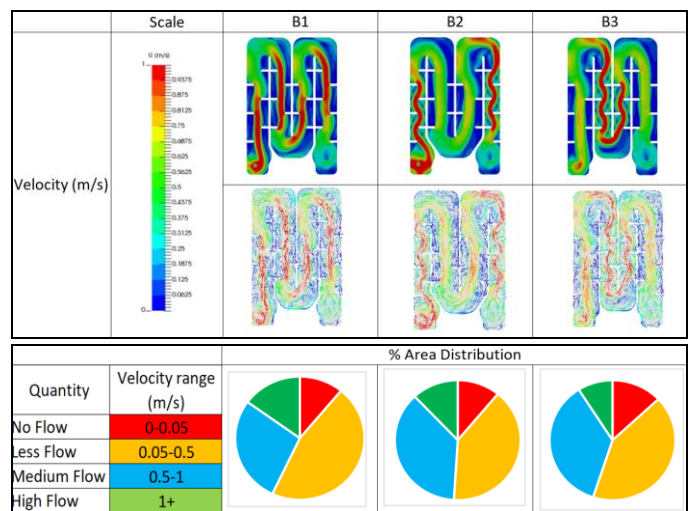 Scale B1 B2 B3
Velocity (m/s)
U (m/s)
1
0.9375
0.875
0.8125
0.75
0.6875
0.625
0.5625
0.5
0.4375
0.375
0.3125
0.25
0.1875
0.125
0.0625
0
% Area Distribution
Quantity Velocity range
(m/s)
No Flow 0-0.05
Less Flow 0.05-0.5
Medium Flow 0.5-1
High Flow 1+